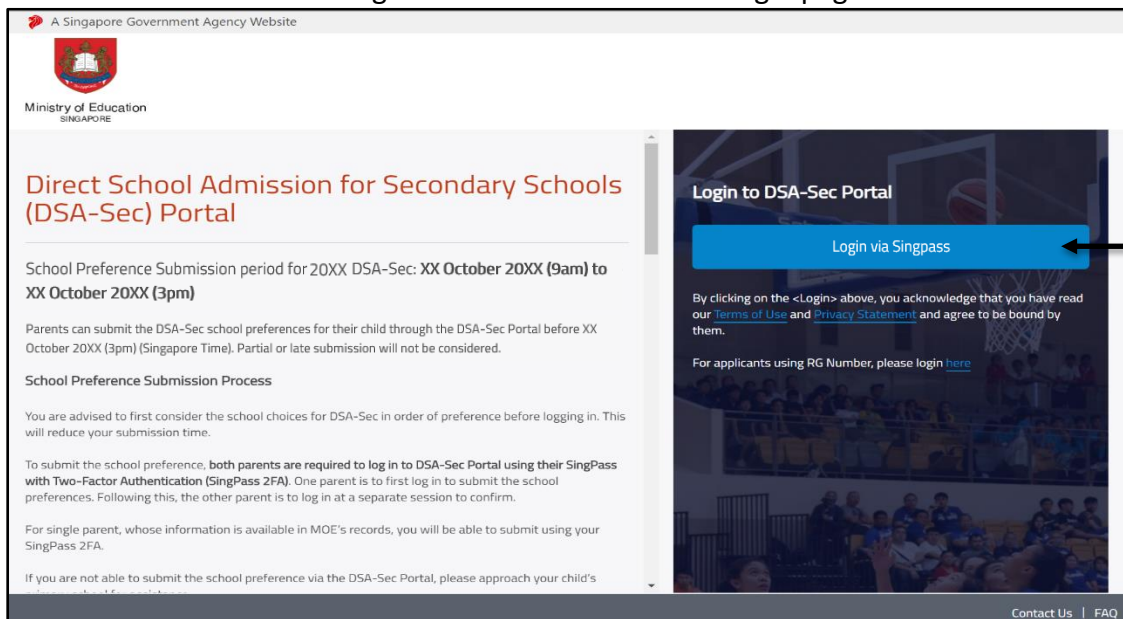 A Singapore Government Agency Website
Ministry of Education
SINGAPORE
Direct School Admission for Secondary Schools
(DSA-Sec) Portal
School Preference Submission period for 20XX DSA-Sec: XX October 20XX (9am) to
XX October 20XX (3pm)
Parents can submit the DSA-Sec school preferences for their child through the DSA-Sec Portal before XX
October 20XX (3pm) (Singapore Time). Partial or late submission will not be considered.
School Preference Submission Process
You are advised to first consider the school choices for DSA-Sec in order of preference before logging in. This
will reduce your submission time.
To submit the school preference, both parents are required to log in to DSA-Sec Portal using their SingPass
with Two-Factor Authentication (SingPass 2FA). One parent is to first log in to submit the school
preferences. Following this, the other parent is to log in at a separate session to confirm.
For single parent, whose information is available in MOE's records, you will be able to submit using your
SingPass 2FA.
If you are not able to submit the school preference via the DSA-Sec Portal, please approach your child's
Login to DSA-Sec Portal
Login via Singpass
By clicking on the <Login> above, you acknowledge that you have read
our Terms of Use and Privacy Statement and agree to be bound by
them.
For applicants using RG Number, please login here
Contact Us | FAQ